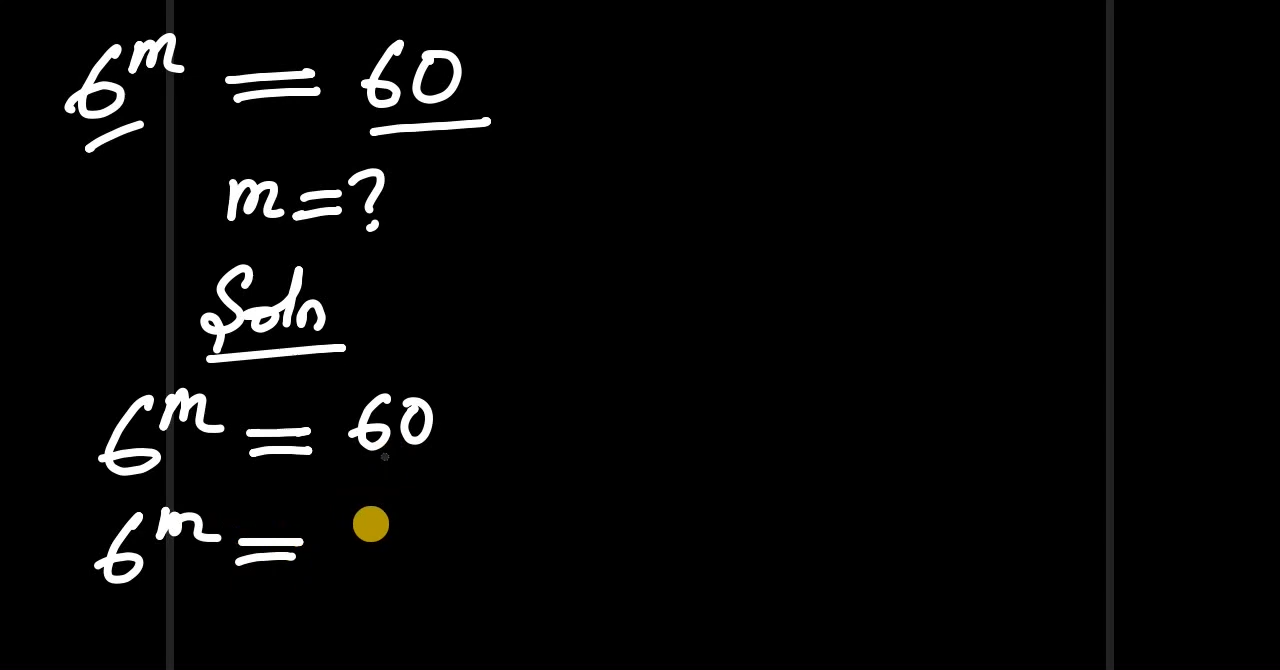 6^m = 60
m = ?
Soln
6^m = 60
6^m =